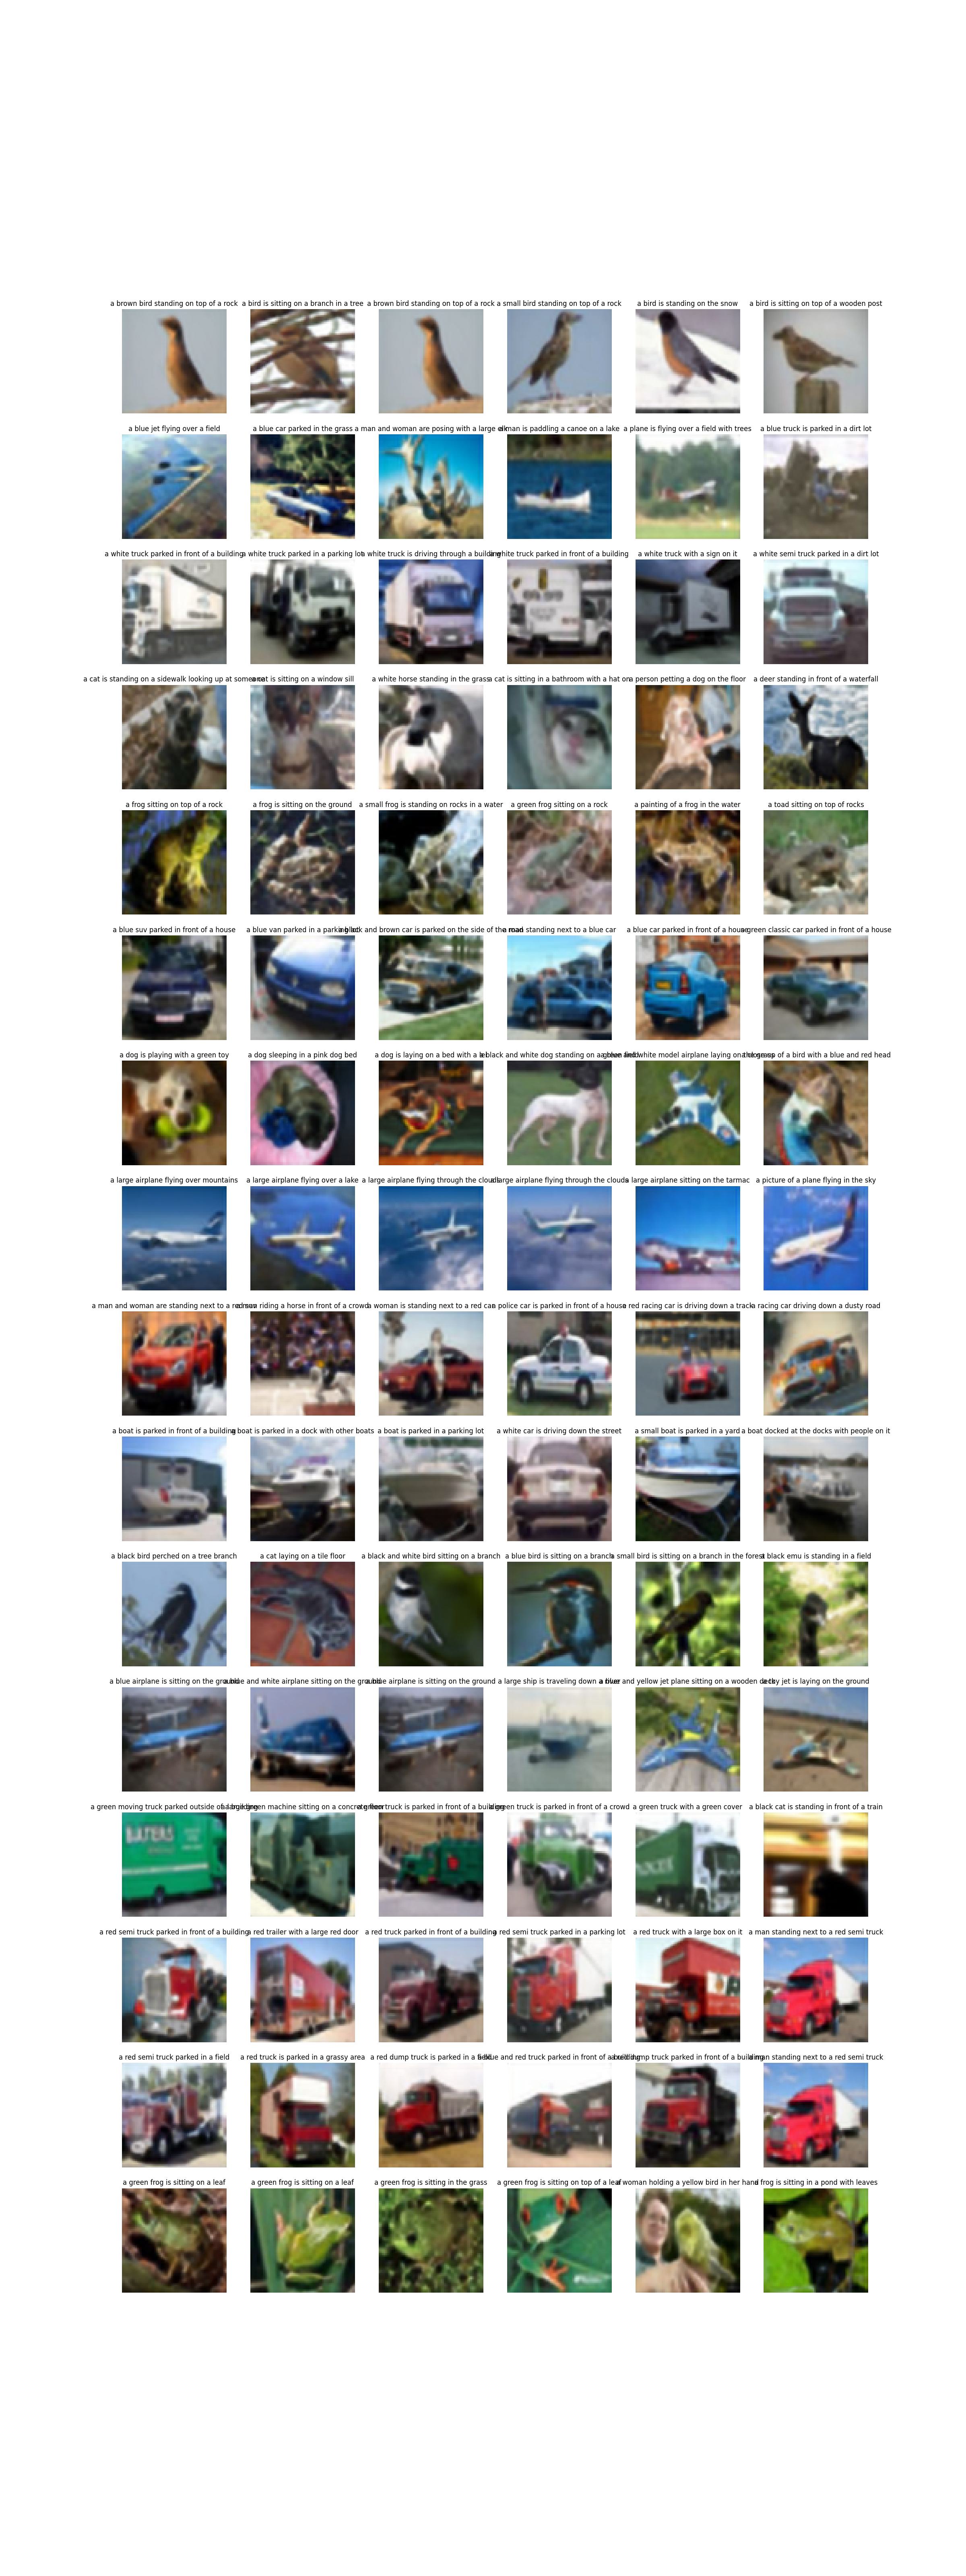 a brown bird standing on top of a rock
a bird is sitting on a branch in a tree
a brown bird standing on top of a rock
a small bird standing on top of a rock
a bird is standing on the snow
a bird is sitting on top of a wooden post
a blue jet flying over a field
a blue car parked in the grass
a man and woman are posing with a large elk
a man is paddling a canoe on a lake
a plane is flying over a field with trees
a blue truck is parked in a dirt lot
a white truck parked in front of a building
a white truck parked in a parking lot
a white truck is driving through a building
a white truck parked in front of a building
a white truck with a sign on it
a white semi truck parked in a dirt lot
a cat is standing on a sidewalk looking up at someone
a cat is sitting on a window sill
a white horse standing in the grass
a cat is sitting in a bathroom with a hat on
a person petting a dog on the floor
a deer standing in front of a waterfall
a frog sitting on top of a rock
a frog is sitting on the ground
a small frog is standing on rocks in a water
a green frog sitting on a rock
a painting of a frog in the water
a toad sitting on top of rocks
a blue suv parked in front of a house
a blue van parked in a parking lot
a black and brown car is parked on the side of the road
a man standing next to a blue car
a blue car parked in front of a house
a green classic car parked in front of a house
a dog is playing with a green toy
a dog sleeping in a pink dog bed
a dog is laying on a bed with a
a black and white dog standing on a green field
a blue and white model airplane laying on the grass
a close up of a bird with a blue and red head
a large airplane flying over mountains
a large airplane flying over a lake
a large airplane flying through the clouds
a large airplane flying through the clouds
a large airplane sitting on the tarmac
a picture of a plane flying in the sky
a man and woman are standing next to a red suv
a man riding a horse in front of a crowd
a woman is standing next to a red car
a police car is parked in front of a house
a red racing car is driving down a track
a racing car driving down a dusty road
a boat is parked in front of a building
a boat is parked in a dock with other boats
a boat is parked in a parking lot
a white car is driving down the street
a small boat is parked in a yard
a boat docked at the docks with people on it
a black bird perched on a tree branch
a cat laying on a tile floor
a black and white bird sitting on a branch
a blue bird is sitting on a branch
a small bird is sitting on a branch in the forest
a black emu is standing in a field
a blue airplane is sitting on the ground
a blue and white airplane sitting on the ground
a blue airplane is sitting on the ground
a large ship is traveling down a river
a blue and yellow jet plane sitting on a wooden deck
a toy jet is laying on the ground
a green moving truck parked outside of a building
a large green machine sitting on a concrete floor
a green truck is parked in front of a building
a green truck is parked in front of a crowd
a green truck with a green cover
a black cat is standing in front of a train
a red semi truck parked in front of a building
a red trailer with a large red door
a red truck parked in front of a building
a red semi truck parked in a parking lot
a red truck with a large box on it
a man standing next to a red semi truck
a red semi truck parked in a field
a red truck is parked in a grassy area
a red dump truck is parked in a field
a blue and red truck parked in front of a building
a red dump truck parked in front of a building
a man standing next to a red semi truck
a green frog is sitting on a leaf
a green frog is sitting on a leaf
a green frog is sitting in the grass
a green frog is sitting on top of a leaf
a woman holding a yellow bird in her hand
a frog is sitting in a pond with leaves